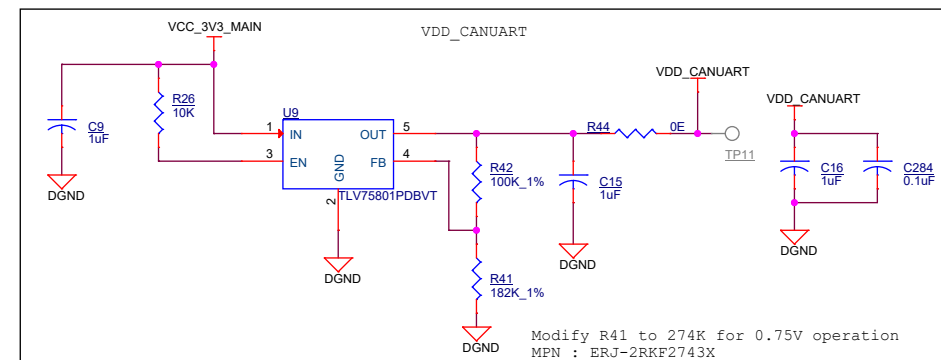 VCC_3V3_MAIN
VDD_CANUART
VDD_CANUART
VDD_CANUART
R26
10K
C9
1uF
DGND
U9
1
IN
3
EN
GND
2
OUT
5
FB
4
TLV75801PDBVT
DGND
R44
0E
TP11
R42
100K_1%
C15
1uF
DGND
R41
182K_1%
DGND
C16
1uF
C284
0.1uF
DGND
Modify R41 to 274K for 0.75V operation
MPN : ERJ-2RKF2743X